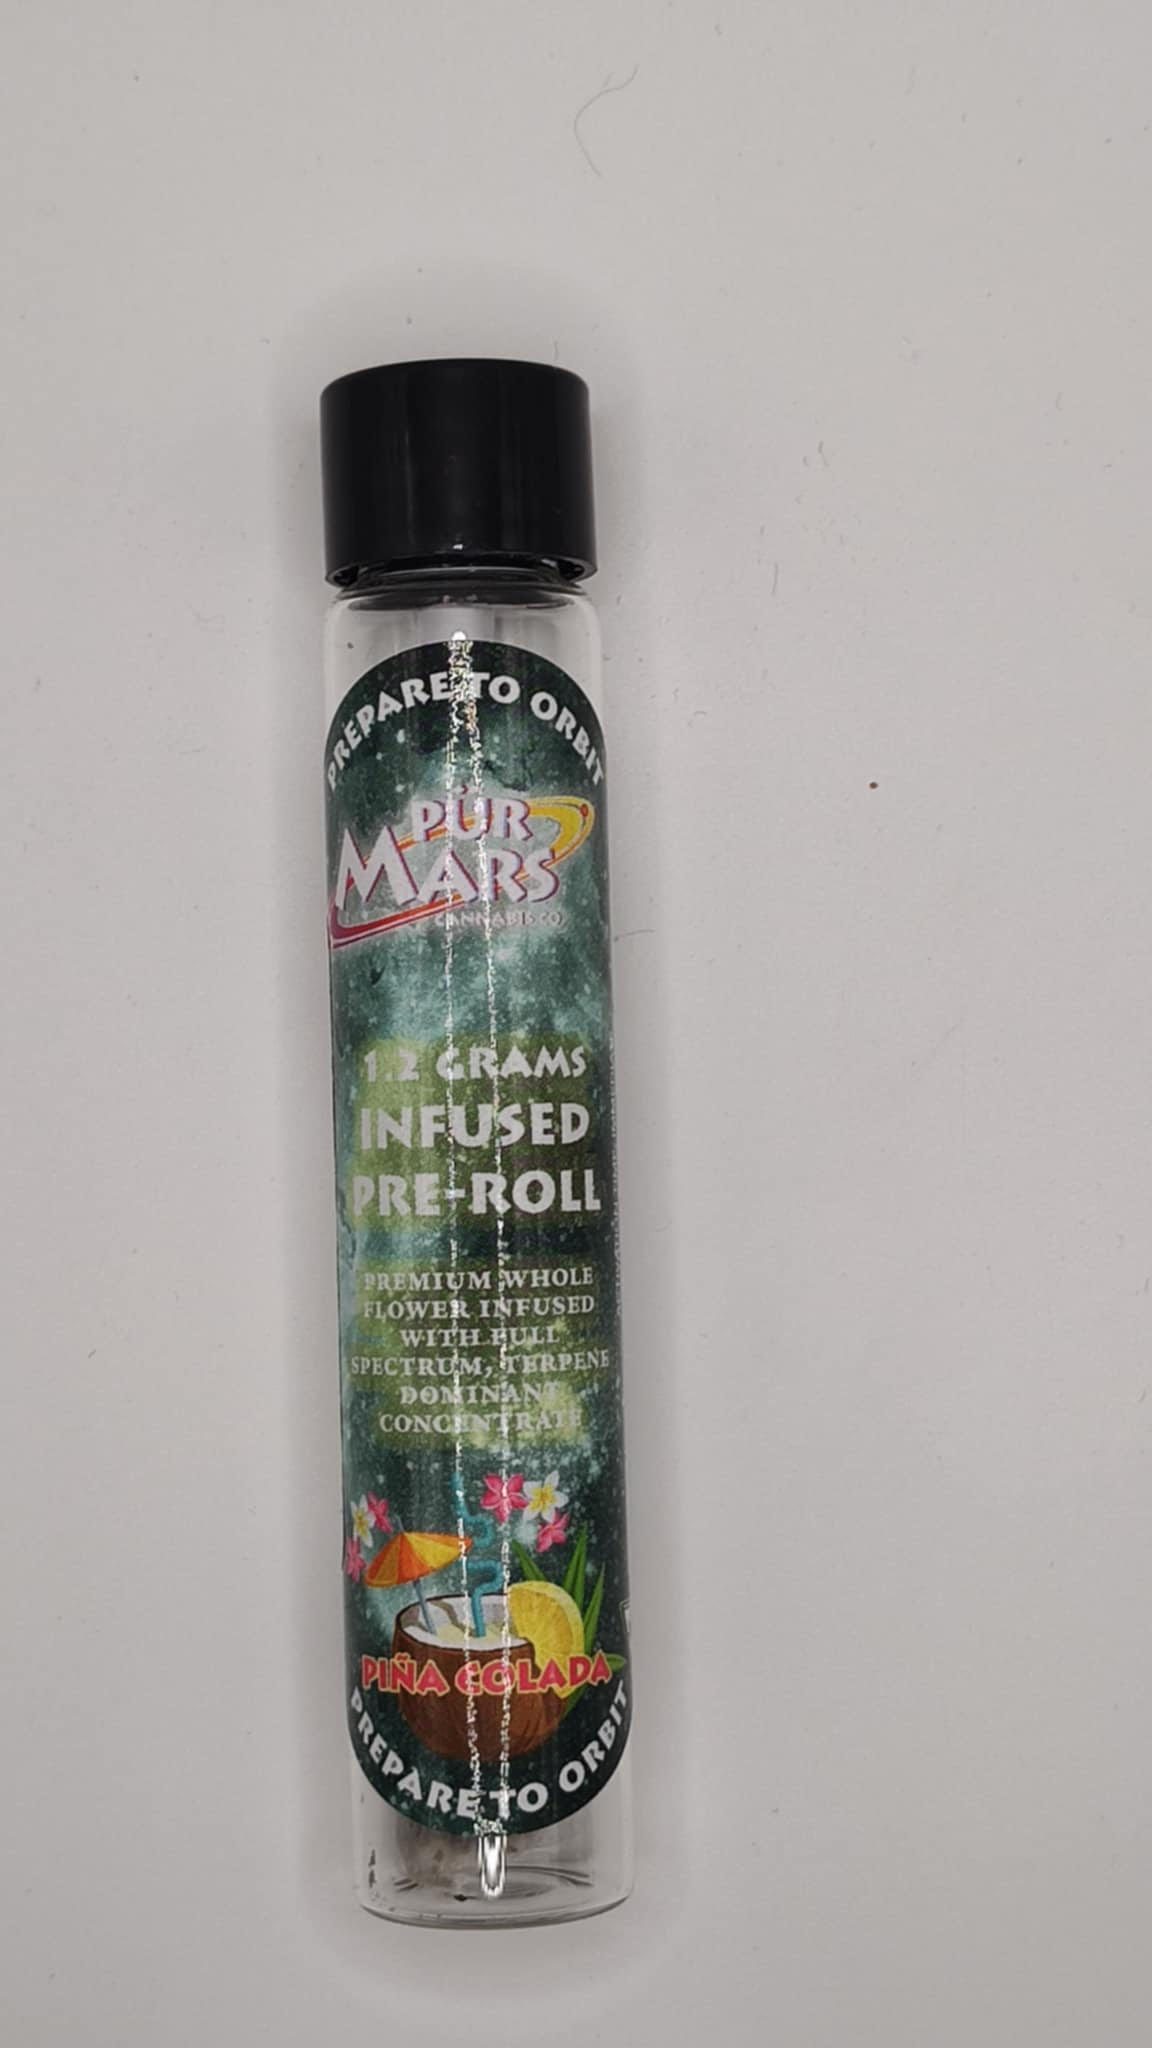 PREPARE TO ORBIT
PÜR
MARS
CANNABIS CO
1.2 GRAMS
INFUSED
PRE-ROLL
PREMIUM WHOLE
FLOWER INFUSED
WITH FULL
SPECTRUM, TERPENE
DOMINANT
CONCENTRATE
PIÑA COLADA
PREPARE TO ORBIT